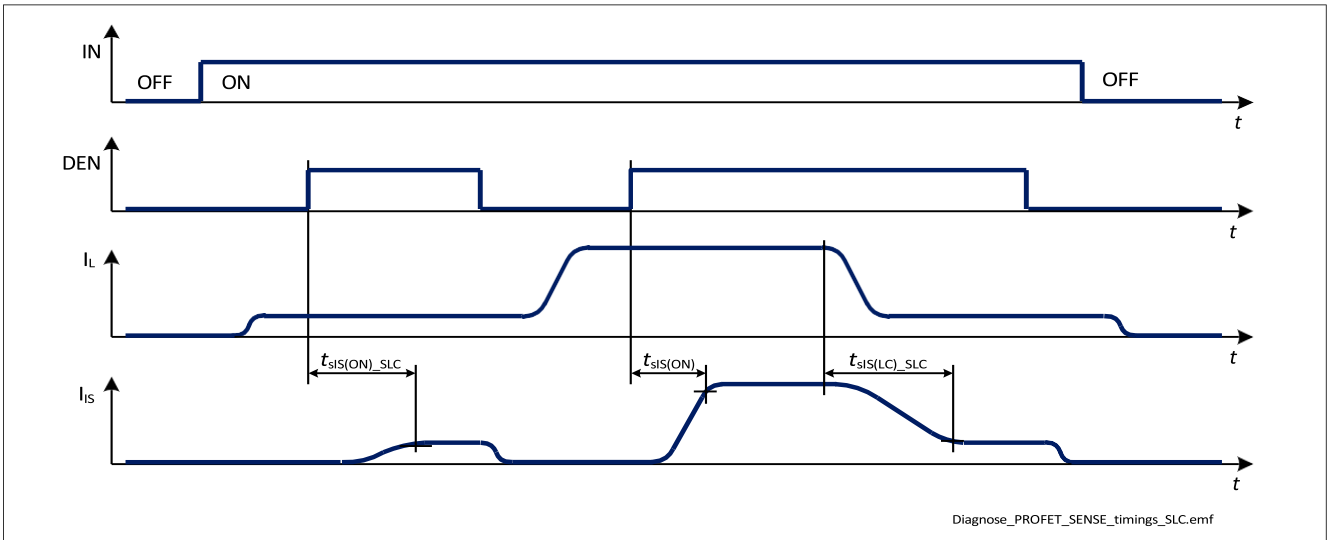 IN
OFF
ON
OFF
t
DEN
t
IL
t
tsIS(ON)_SLC
tsIS(ON)
tsIS(LC)_SLC
IIS
t
Diagnose_PROFET_SENSE_timings_SLC.emf